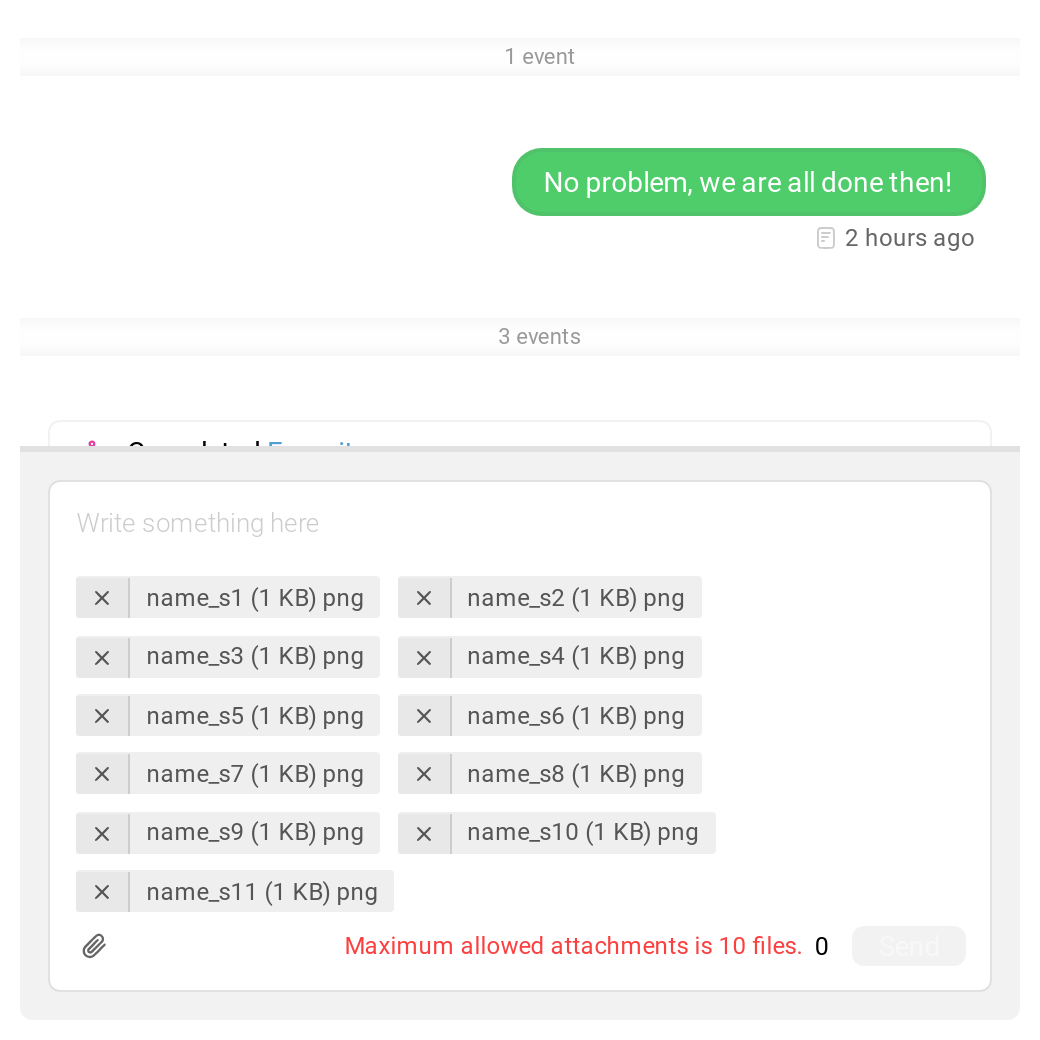 1 event
No problem, we are all done then!
2 hours ago
3 events
Write something here
name_s1 (1 KB) png name_s2 (1 KB) png
name_s3 (1 KB) png name_s4 (1 KB) png
name_s5 (1 KB) png name_s6 (1 KB) png
name_s7 (1 KB) png name_s8 (1 KB) png
name_s9 (1 KB) png name_s10 (1 KB) png
name_s11 (1 KB) png
Maximum allowed attachments is 10 files. 0 Send